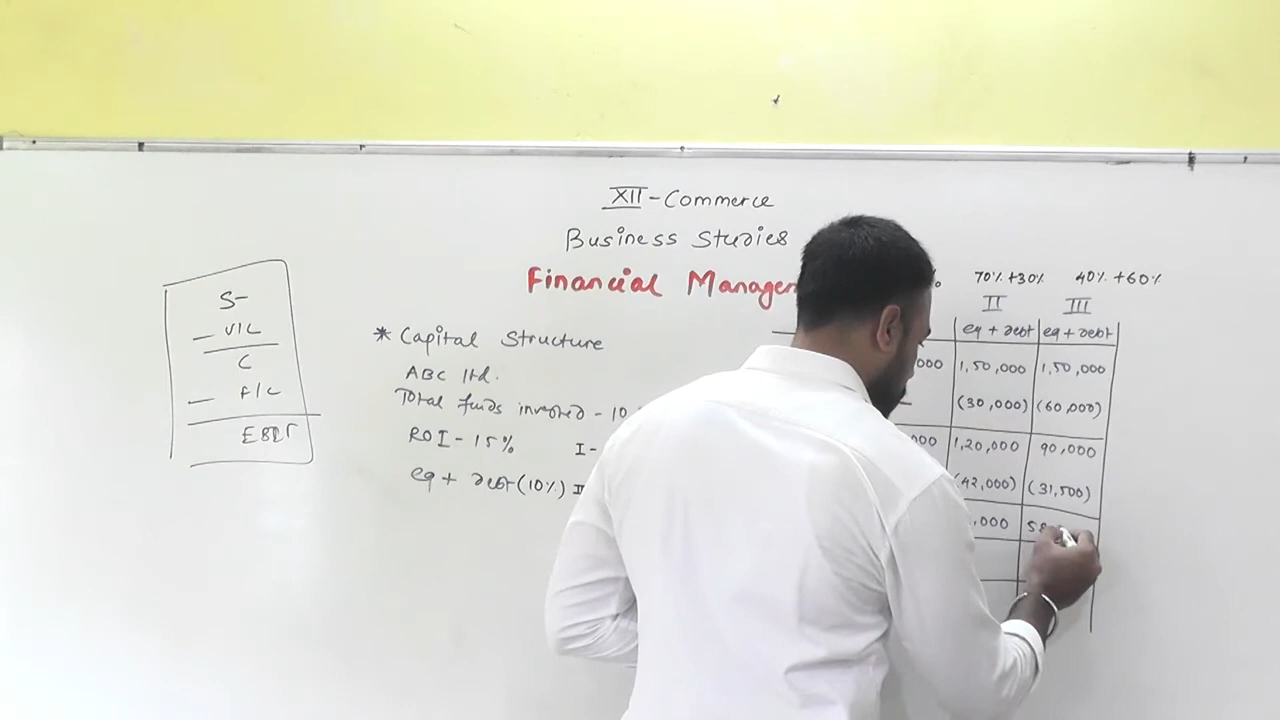 XII - Commerce
Business Studies
Financial
* Capital Structure
ABC ltd.
Total funds invested - 10
ROI - 15%
I -
eq + debt (10%) II
S -
— V/C
C
— F/C
EBIT
70% + 30% 40% + 60%
II III
eq + debt eq + debt
000 1,50,000 1,50,000
(30,000) (60,000)
000 1,20,000 90,000
(42,000) (31,500)
,000 58